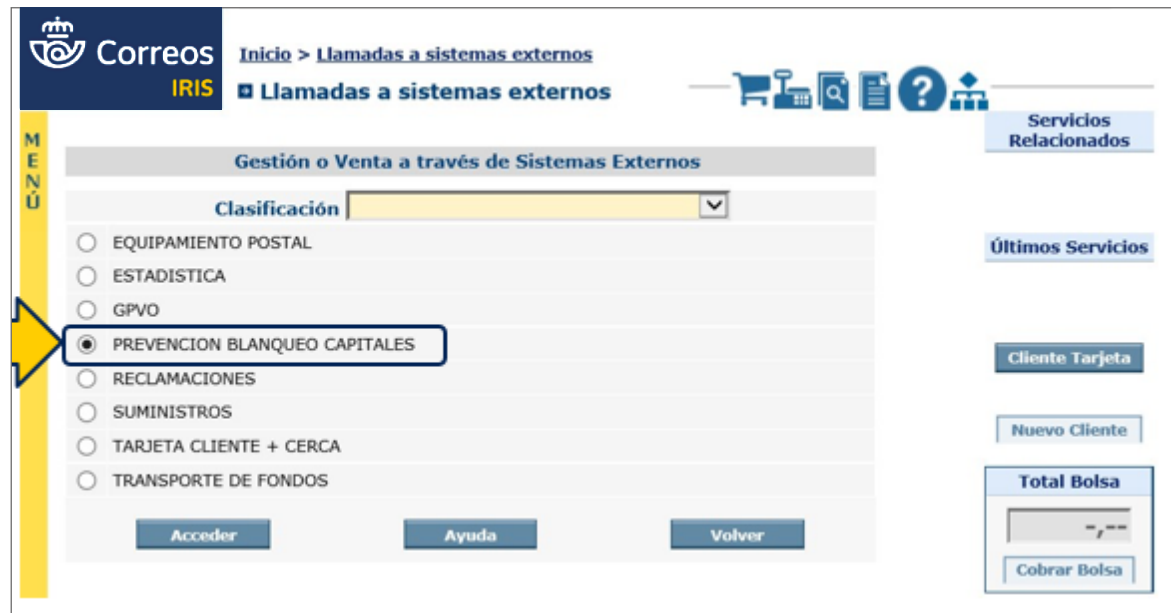 Correos
IRIS
Inicio > Llamadas a sistemas externos
Llamadas a sistemas externos
?
Servicios
Relacionados
MENÚ
Gestión o Venta a través de Sistemas Externos
Clasificación
EQUIPAMIENTO POSTAL
Últimos Servicios
ESTADISTICA
GPVO
PREVENCION BLANQUEO CAPITALES
Cliente Tarjeta
RECLAMACIONES
SUMINISTROS
Nuevo Cliente
TARJETA CLIENTE + CERCA
TRANSPORTE DE FONDOS
Total Bolsa
-,--
Acceder Ayuda Volver
Cobrar Bolsa